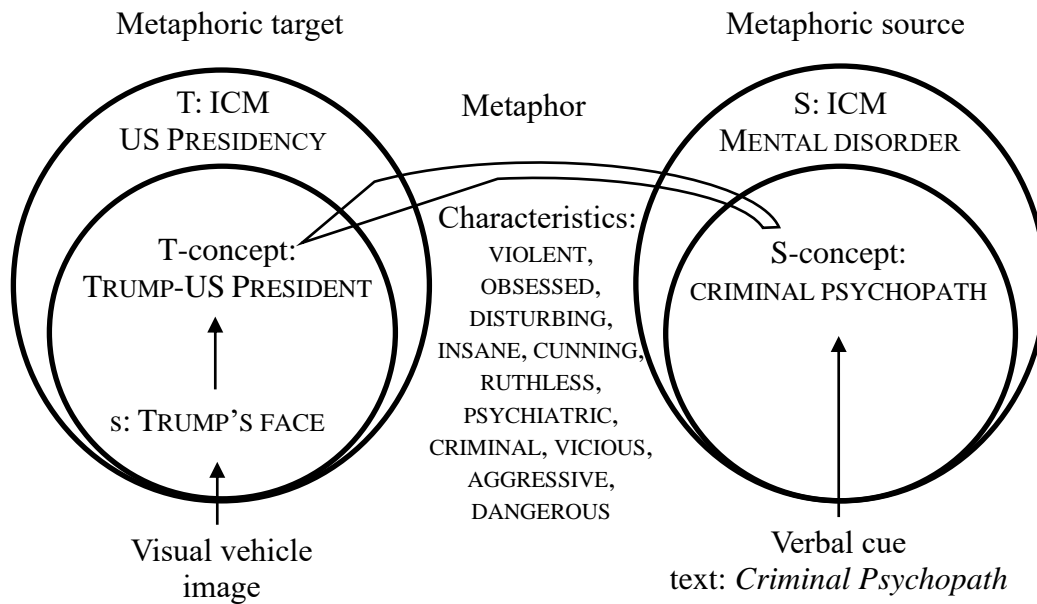 Metaphoric target
Metaphoric source
T: ICM
US PRESIDENCY
Metaphor
S: ICM
MENTAL DISORDER
T-concept:
TRUMP-US PRESIDENT
s: TRUMP'S FACE
Characteristics:
VIOLENT,
OBSESSED,
DISTURBING,
INSANE, CUNNING,
RUTHLESS,
PSYCHIATRIC,
CRIMINAL, VICIOUS,
AGGRESSIVE,
DANGEROUS
S-concept:
CRIMINAL PSYCHOPATH
Visual vehicle
image
Verbal cue
text: Criminal Psychopath